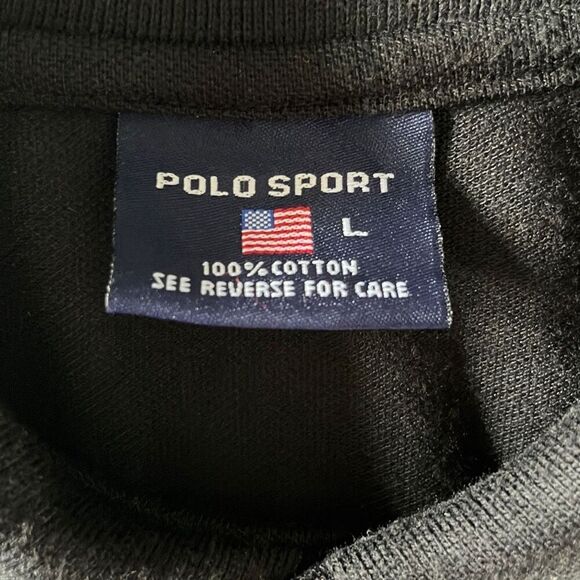 POLO SPORT
L
100% COTTON
SEE REVERSE FOR CARE